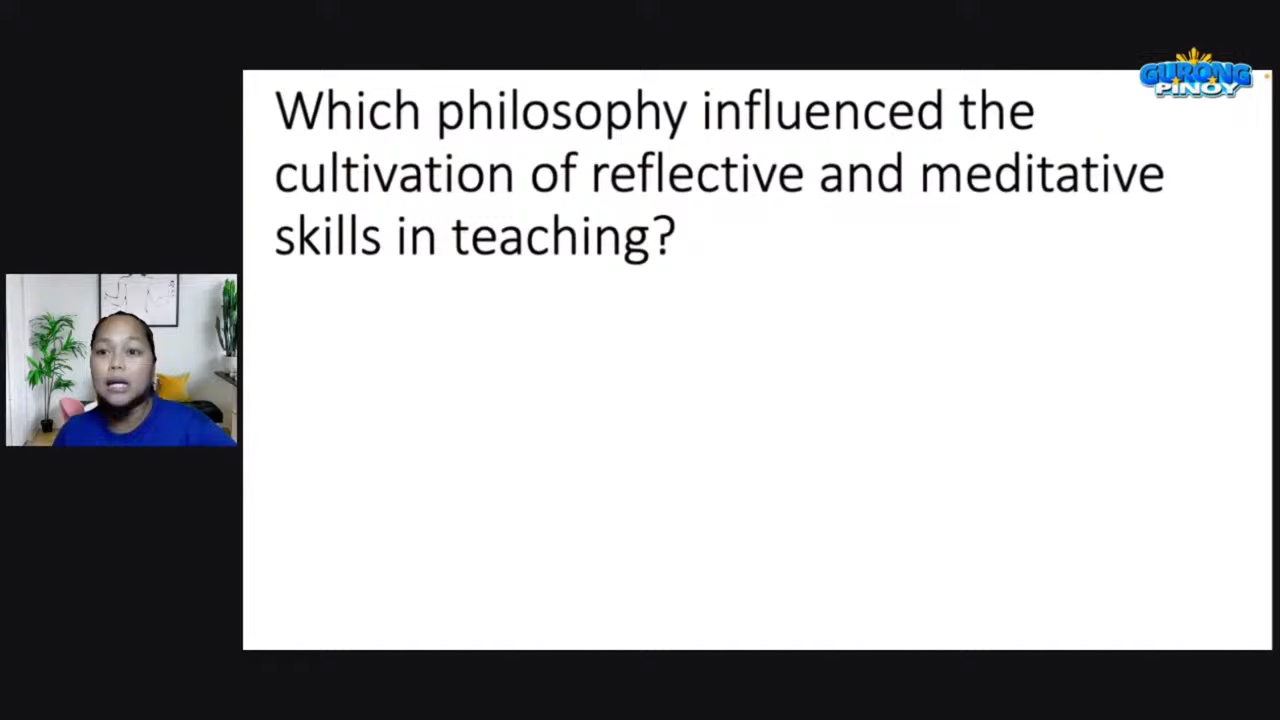 GURONG
PINOY
Which philosophy influenced the
cultivation of reflective and meditative
skills in teaching?